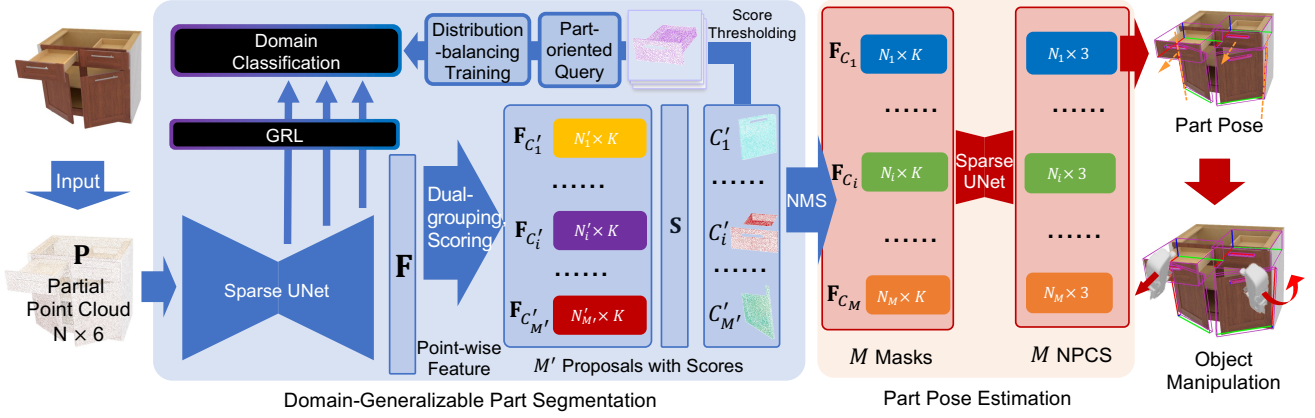 Input
P
Partial
Point Cloud
N × 6
Domain
Classification
GRL
Sparse UNet
F
Point-wise
Feature
Distribution
-balancing
Training
Part-
oriented
Query
Score
Thresholding
Dual-
grouping,
Scoring
F_{C′_1} N′_1 × K
......
F_{C′_i} N′_i × K
......
F_{C′_{M′}} N′_{M′} × K
S
C′_1
......
C′_i
......
C′_{M′}
M′ Proposals with Scores
Domain-Generalizable Part Segmentation
NMS
F_{C_1} N_1 × K
......
F_{C_i} N_i × K
......
F_{C_M} N_M × K
M Masks
Sparse
UNet
N_1 × 3
......
N_i × 3
......
N_M × 3
M NPCS
Part Pose Estimation
Part Pose
Object
Manipulation